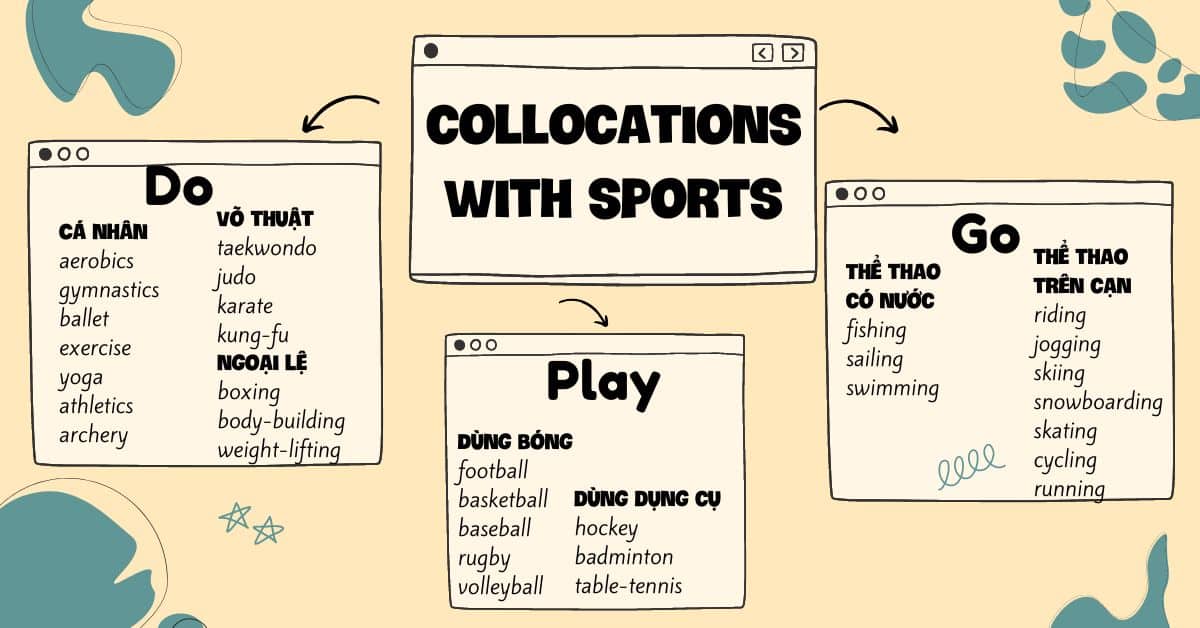 COLLOCATIONS
WITH SPORTS
Do
CÁ NHÂN
aerobics
gymnastics
ballet
exercise
yoga
athletics
archery
VÕ THUẬT
taekwondo
judo
karate
kung-fu
NGOẠI LỆ
boxing
body-building
weight-lifting
Play
DÙNG BÓNG
football
basketball
baseball
rugby
volleyball
DÙNG DỤNG CỤ
hockey
badminton
table-tennis
Go
THỂ THAO
CÓ NƯỚC
fishing
sailing
swimming
THỂ THAO
TRÊN CẠN
riding
jogging
skiing
snowboarding
skating
cycling
running